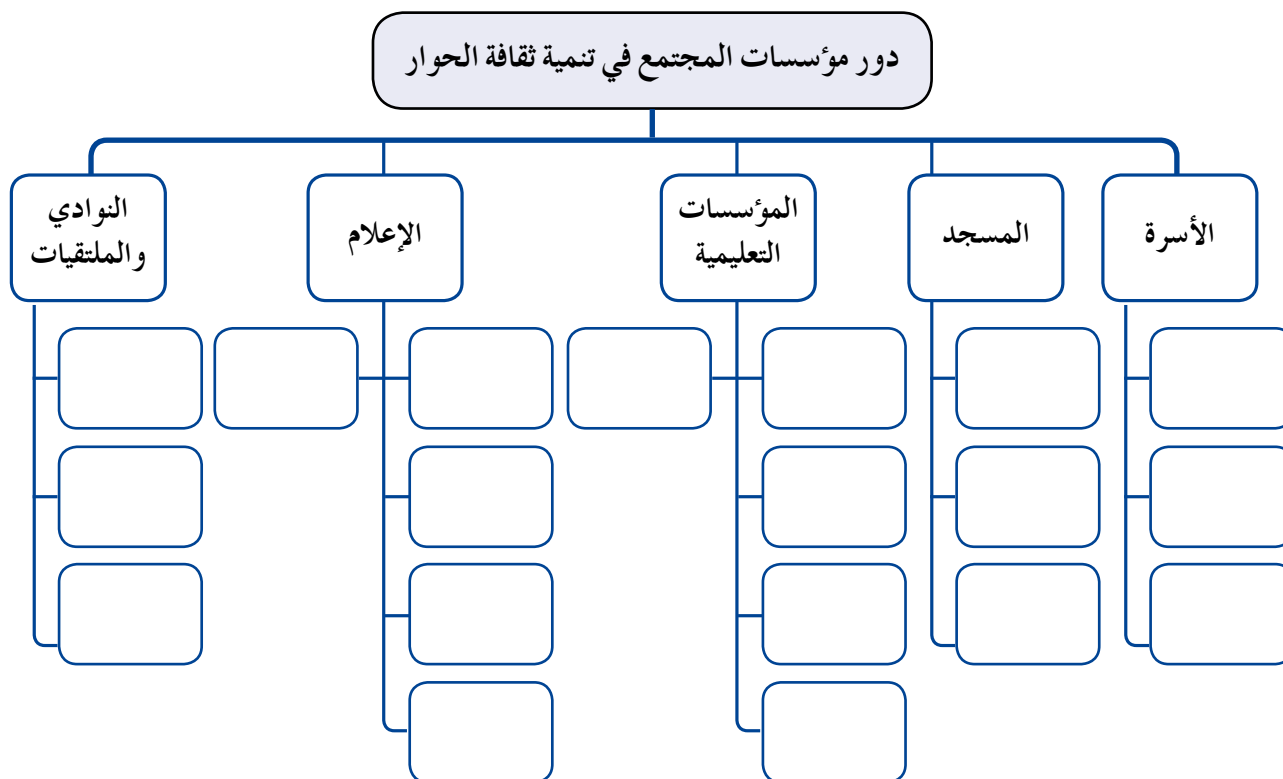 دور مؤسسات المجتمع في تنمية ثقافة الحوار
الأسرة
المسجد
المؤسسات
التعليمية
الإعلام
النوادي
والملتقيات